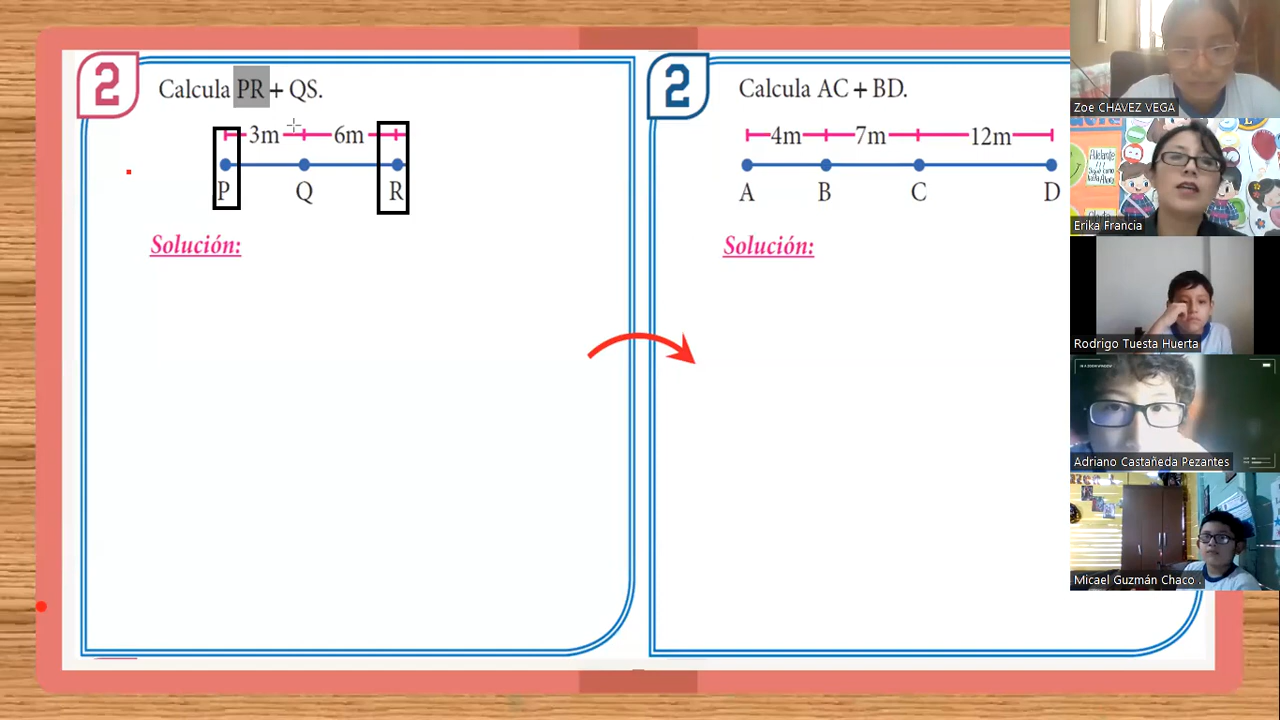 2
Calcula PR + QS.
3m 6m
P Q R
Solución:
2
Calcula AC + BD.
4m 7m 12m
A B C D
Solución:
Zoe CHAVEZ VEGA
Erika Francia
Rodrigo Tuesta Huerta
Adriano Castañeda Pezantes
Micael Guzmán Chaco .